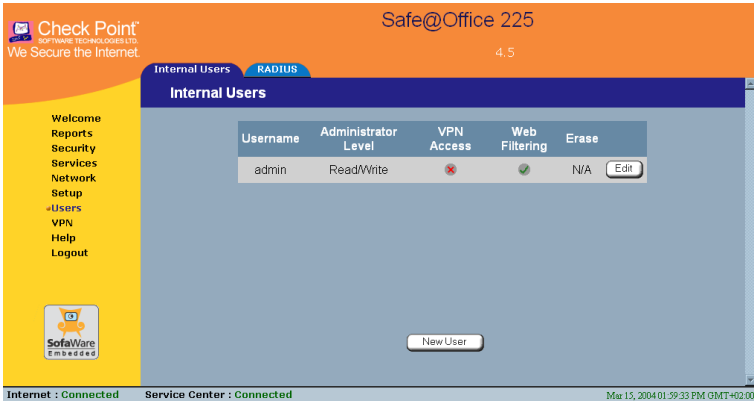 Check Point
SOFTWARE TECHNOLOGIES LTD.
We Secure the Internet.
Safe@Office 225
4.5
Internal Users
RADIUS
Internal Users
Welcome
Reports
Security
Services
Network
Setup
Users
VPN
Help
Logout
Username Administrator Level VPN Access Web Filtering Erase
admin Read/Write N/A Edit
New User
SofaWare
Embedded
Internet : Connected Service Center : Connected Mar 15, 2004 01:59:33 PM GMT+02:00